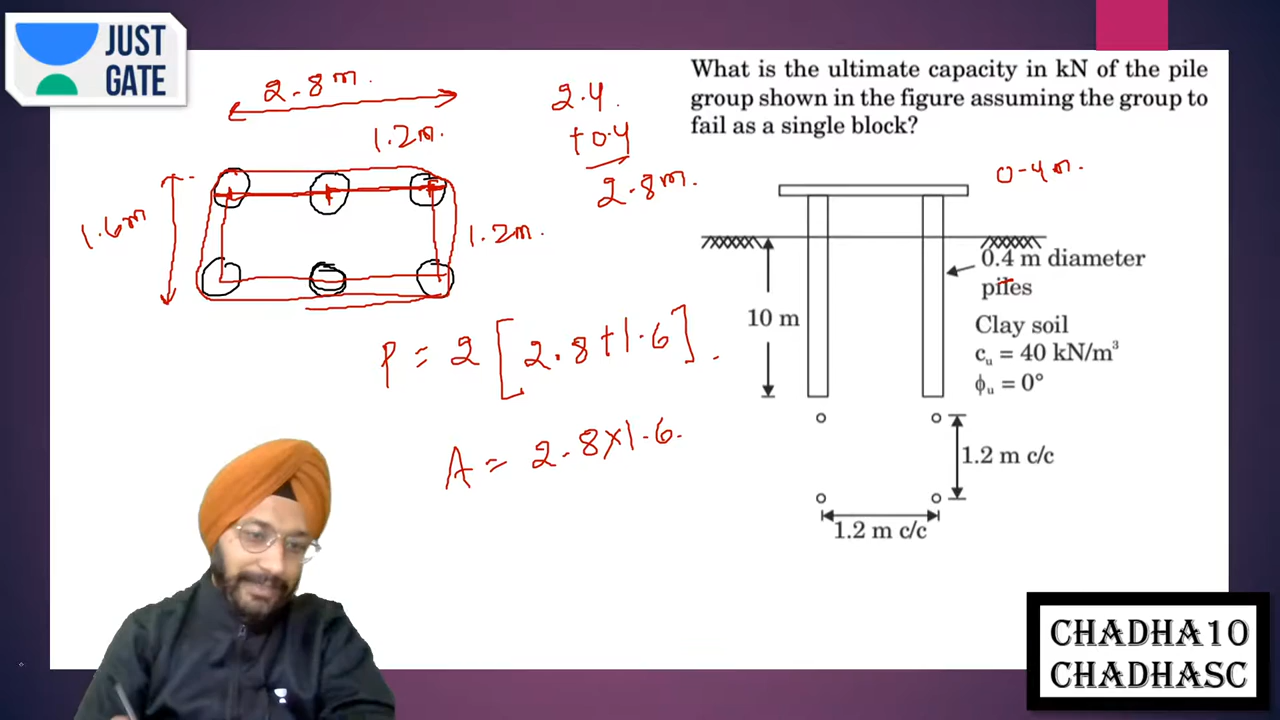 JUST
GATE
2.8m.
1.2m.
1.6m
1.2m.
2.4
+0.4
2.8m.
P = 2 [2.8+1.6].
A = 2.8×1.6.
What is the ultimate capacity in kN of the pile
group shown in the figure assuming the group to
fail as a single block?
0.4m.
0.4 m diameter
piles
10 m
Clay soil
cᵤ = 40 kN/m³
ϕᵤ = 0°
1.2 m c/c
1.2 m c/c
CHADHA10
CHADHASC